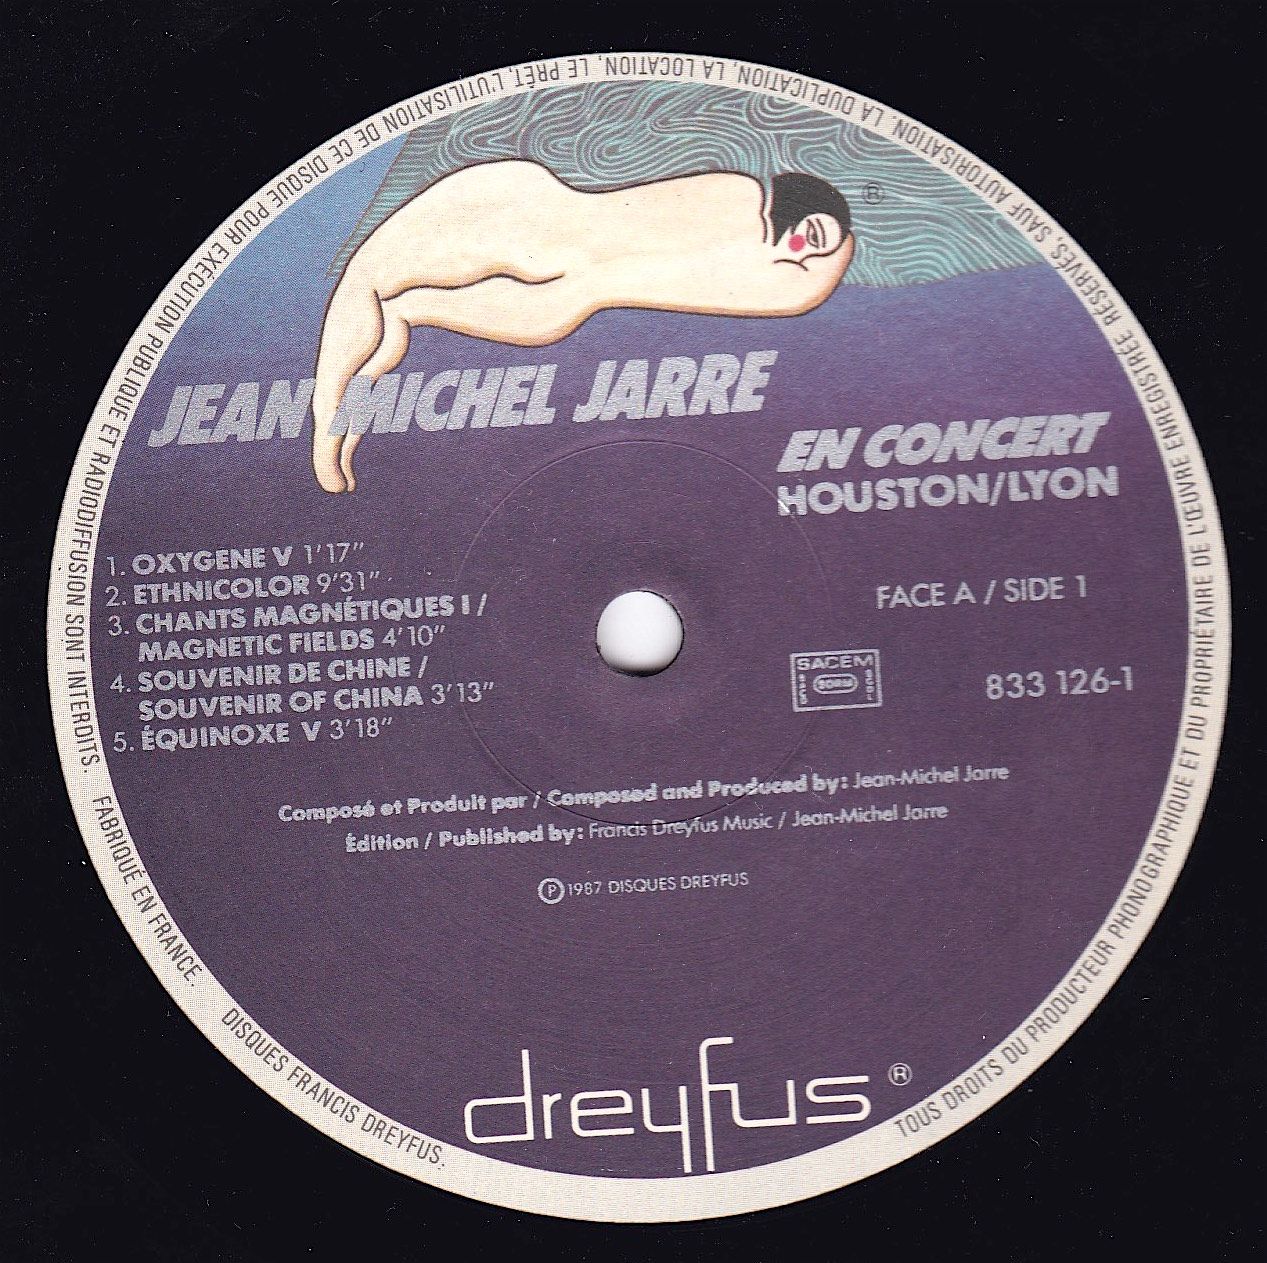 JEAN MICHEL JARRE
EN CONCERT
HOUSTON/LYON
1. OXYGENE V 1'17"
2. ETHNICOLOR 9'31"
3. CHANTS MAGNÉTIQUES I /
MAGNETIC FIELDS 4'10"
4. SOUVENIR DE CHINE /
SOUVENIR OF CHINA 3'13"
5. ÉQUINOXE V 3'18"
FACE A / SIDE 1
SACEM
833 126-1
Composé et Produit par / Composed and Produced by: Jean-Michel Jarre
Édition / Published by: Francis Dreyfus Music / Jean-Michel Jarre
℗ 1987 DISQUES DREYFUS
dreyfus ®
®
TOUS DROITS DU PRODUCTEUR PHONOGRAPHIQUE ET DU PROPRIÉTAIRE DE L'ŒUVRE ENREGISTRÉE RÉSERVÉS, SAUF AUTORISATION, LA DUPLICATION, LA LOCATION, LE PRÊT, L'UTILISATION DE CE DISQUE POUR EXÉCUTION PUBLIQUE ET RADIODIFFUSION SONT INTERDITS. FABRIQUÉ EN FRANCE. DISQUES FRANCIS DREYFUS.